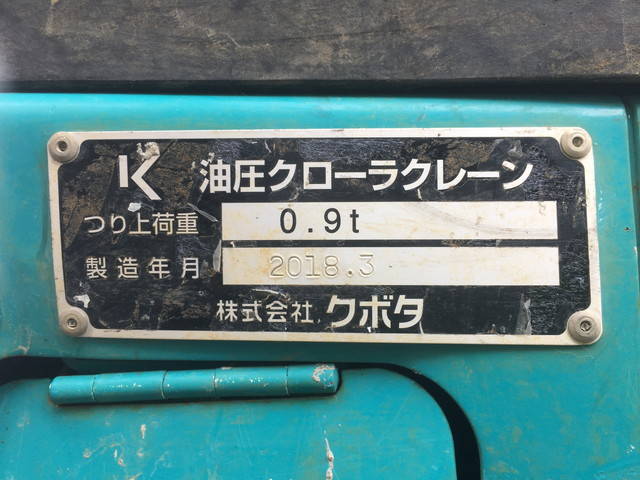 K 油圧クローラクレーン
つり上荷重 0.9t
製造年月 2018.3
株式会社 クボタ